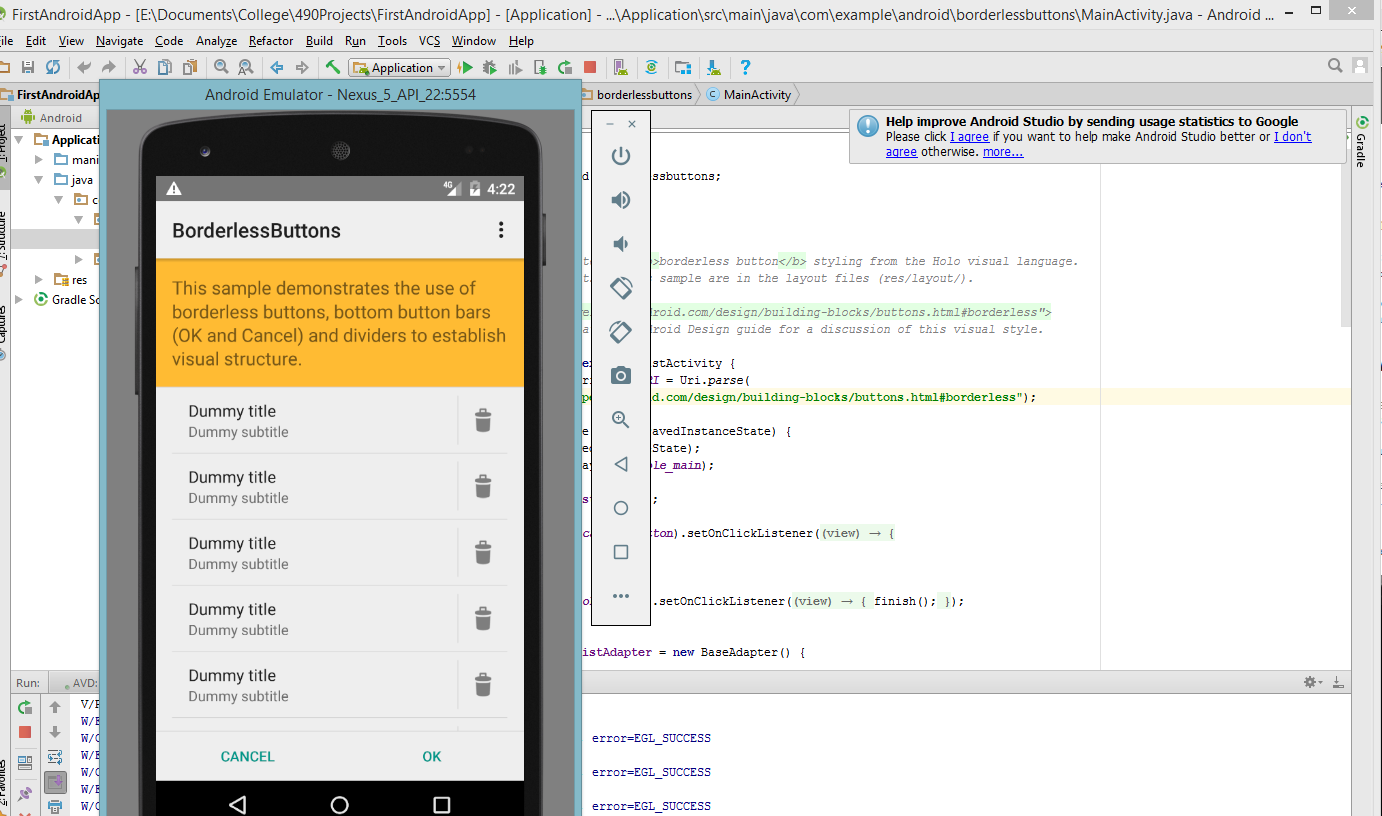 FirstAndroidApp - [E:\Documents\College\490Projects\FirstAndroidApp] - [Application] - ...\Application\src\main\java\com\example\android\borderlessbuttons\MainActivity.java - Android ...
ile Edit View Navigate Code Analyze Refactor Build Run Tools VCS Window Help
Application
FirstAndroidAp
borderlessbuttons
MainActivity
Android Emulator - Nexus_5_API_22:5554
Android
Applicati
mani
java
c
res
Gradle Sc
Project
Structure
Captures
2: Favorites
Gradle
Help improve Android Studio by sending usage statistics to Google
Please click I agree if you want to help make Android Studio better or I don't
agree otherwise. more...
4G 4:22
BorderlessButtons
This sample demonstrates the use of
borderless buttons, bottom button bars
(OK and Cancel) and dividers to establish
visual structure.
Dummy title
Dummy subtitle
Dummy title
Dummy subtitle
Dummy title
Dummy subtitle
Dummy title
Dummy subtitle
Dummy title
Dummy subtitle
CANCEL OK
ssbuttons;
>borderless button</b> styling from the Holo visual language.
sample are in the layout files (res/layout/).
droid.com/design/building-blocks/buttons.html#borderless">
droid Design guide for a discussion of this visual style.
stActivity {
RI = Uri.parse(
id.com/design/building-blocks/buttons.html#borderless");
avedInstanceState) {
State);
le_main);
;
ton).setOnClickListener((view) → {
.setOnClickListener((view) → { finish(); });
istAdapter = new BaseAdapter() {
Run: AVD:
V/E
W/E
W/C error=EGL_SUCCESS
W/E
W/C error=EGL_SUCCESS
W/E
W/C error=EGL_SUCCESS